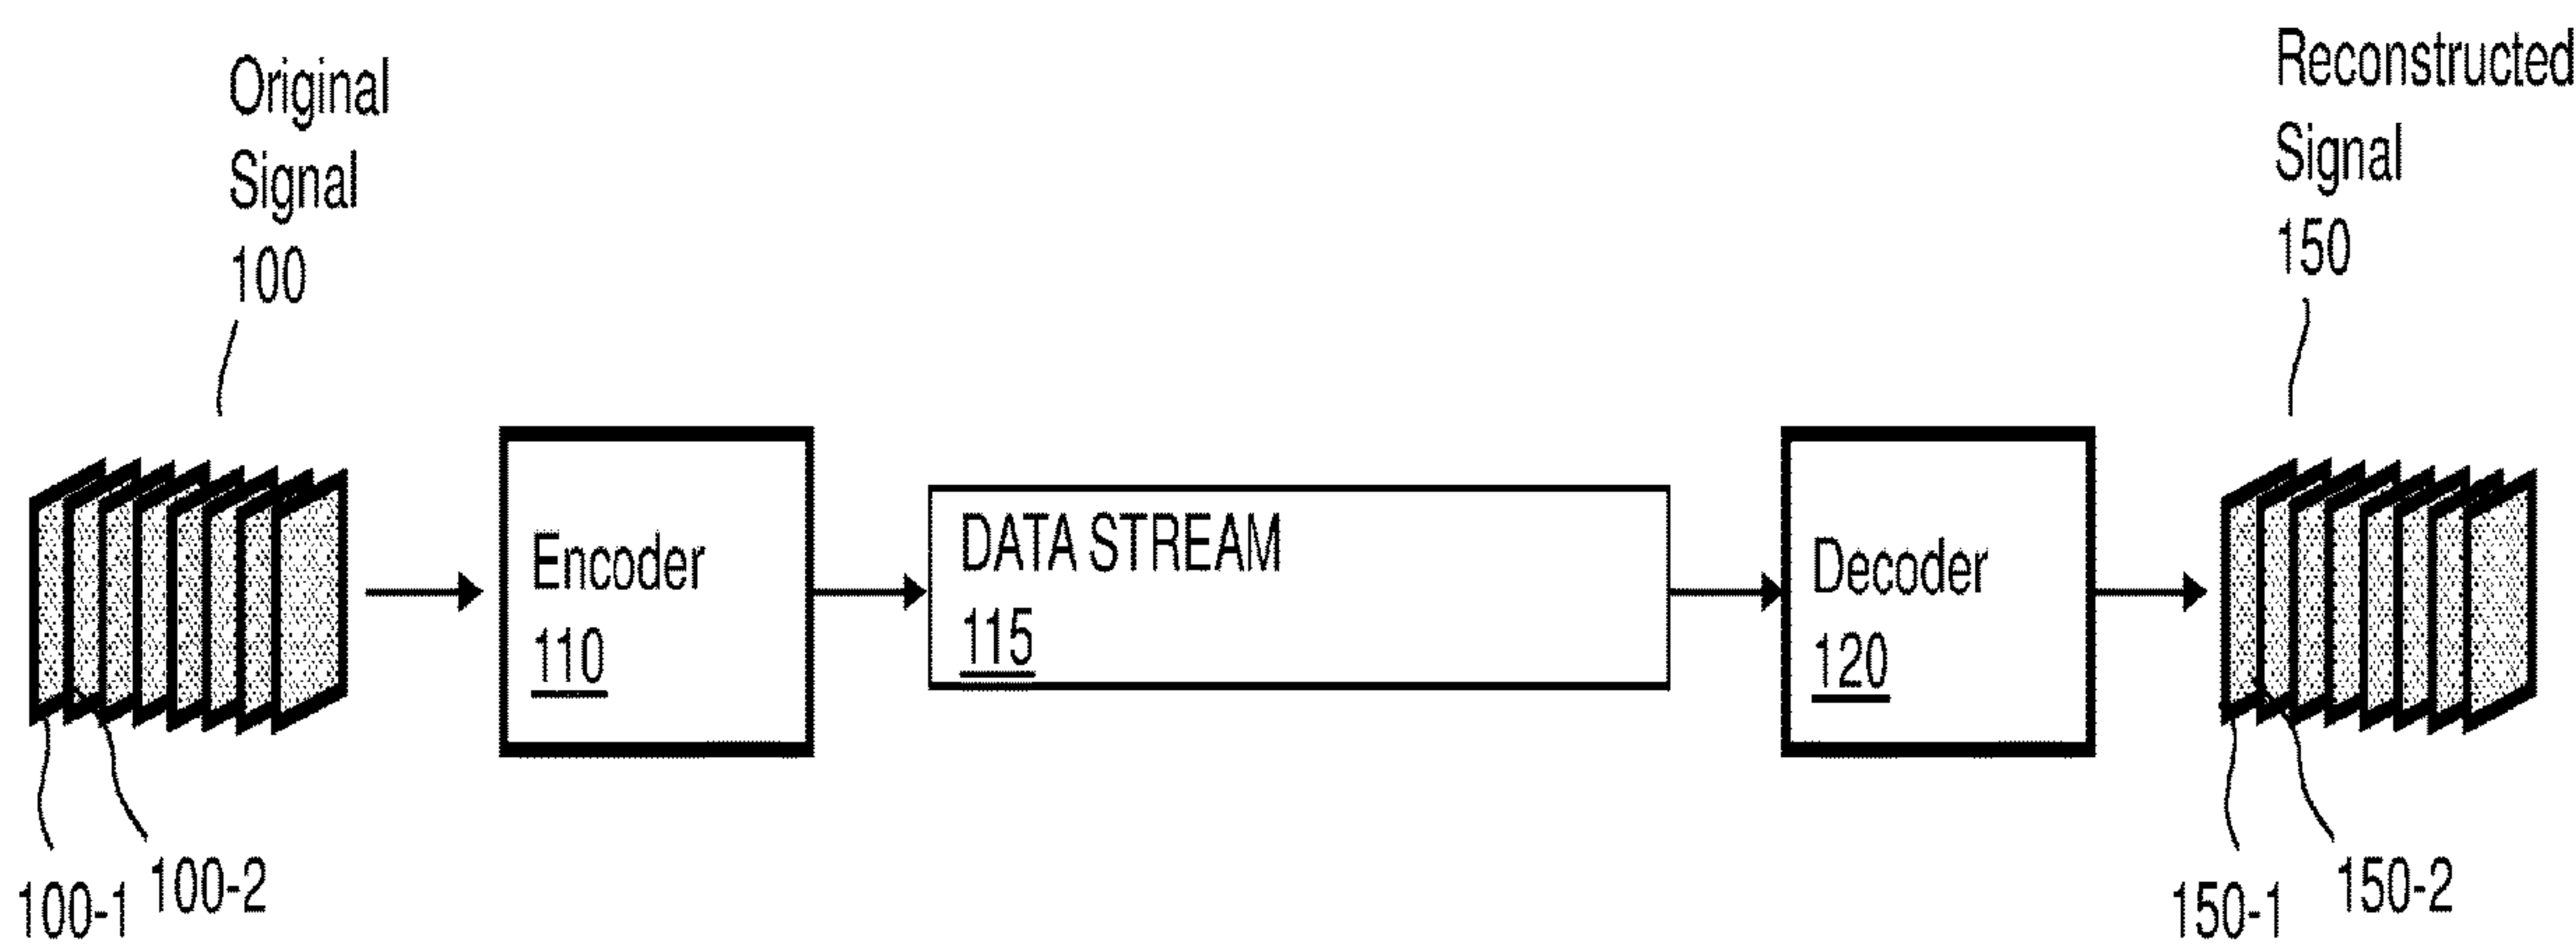 Original
Signal
100
Reconstructed
Signal
150
Encoder
110
DATA STREAM
115
Decoder
120
100-1
100-2
150-1
150-2